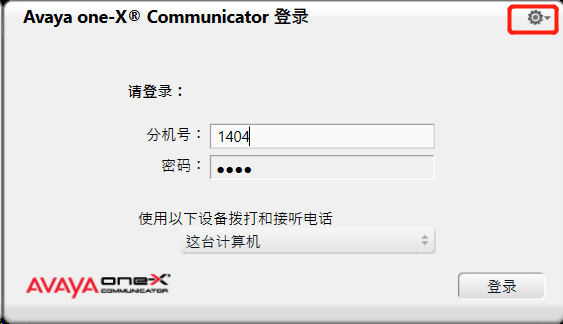 Avaya one-X® Communicator 登录
请登录：
分机号： 1404
密码： ●●●●
使用以下设备拨打和接听电话
这台计算机
AVAYA one-X® COMMUNICATOR 登录